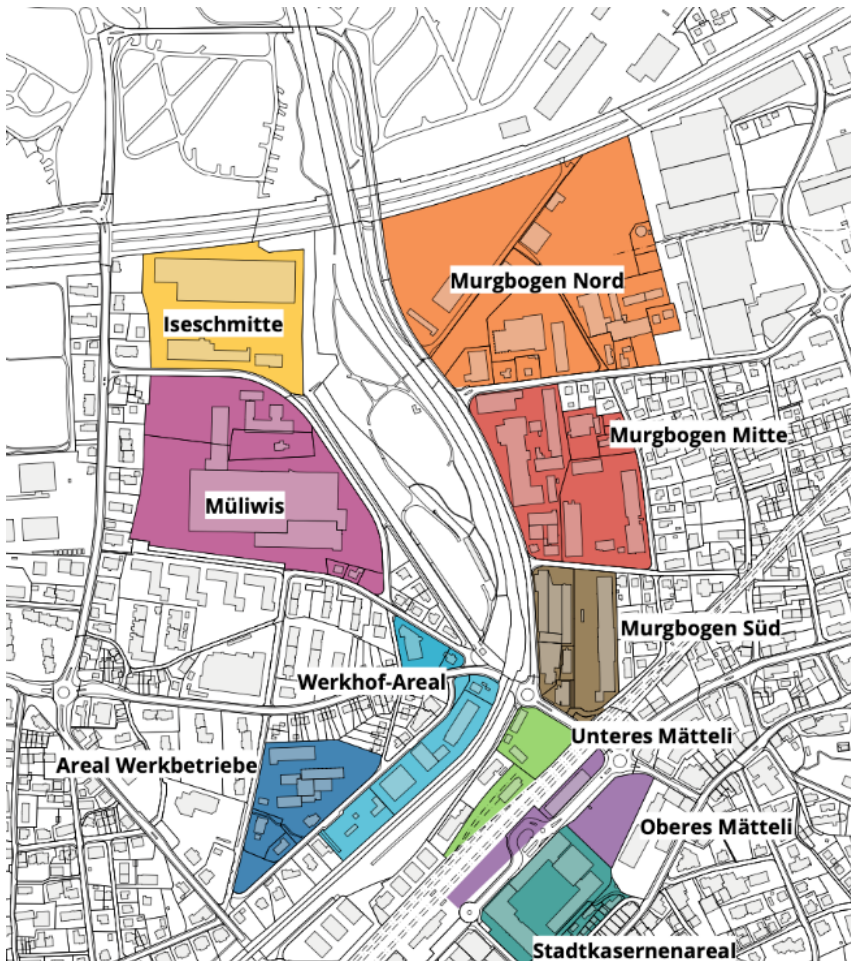 Murgbogen Nord
Iseschmitte
Murgbogen Mitte
Müliwis
Murgbogen Süd
Werkhof-Areal
Unteres Mätteli
Areal Werkbetriebe
Oberes Mätteli
Stadtkasernenareal